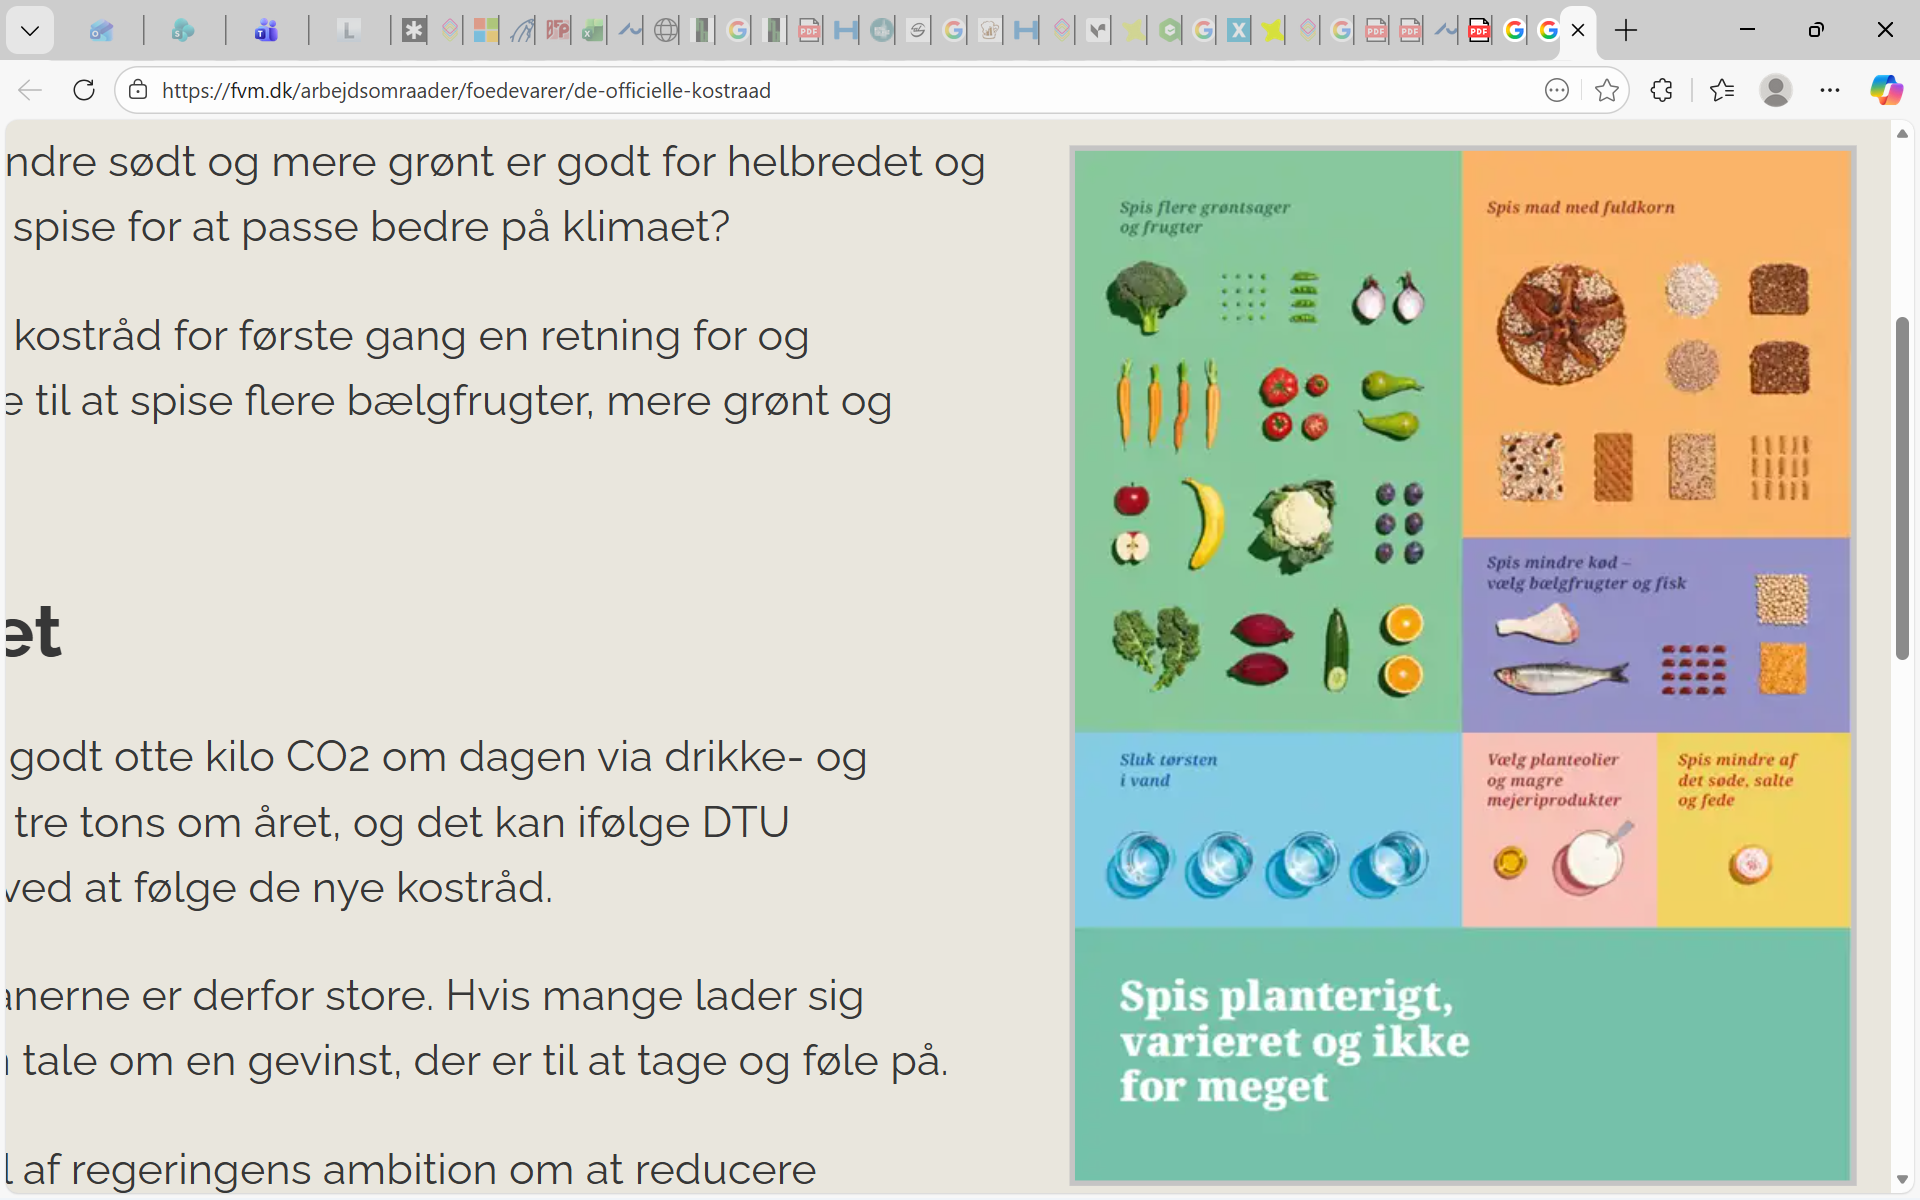 https://fvm.dk/arbejdsomraader/foedevarer/de-officielle-kostraad
ndre sødt og mere grønt er godt for helbredet og
spise for at passe bedre på klimaet?
kostråd for første gang en retning for og
e til at spise flere bælgfrugter, mere grønt og
et
godt otte kilo CO2 om dagen via drikke- og
tre tons om året, og det kan ifølge DTU
ved at følge de nye kostråd.
anerne er derfor store. Hvis mange lader sig
tale om en gevinst, der er til at tage og føle på.
l af regeringens ambition om at reducere
Spis flere grøntsager
og frugter
Spis mad med fuldkorn
Spis mindre kød –
vælg bælgfrugter og fisk
Sluk tørsten
i vand
Vælg planteolier
og magre
mejeriprodukter
Spis mindre af
det søde, salte
og fede
Spis planterigt,
varieret og ikke
for meget